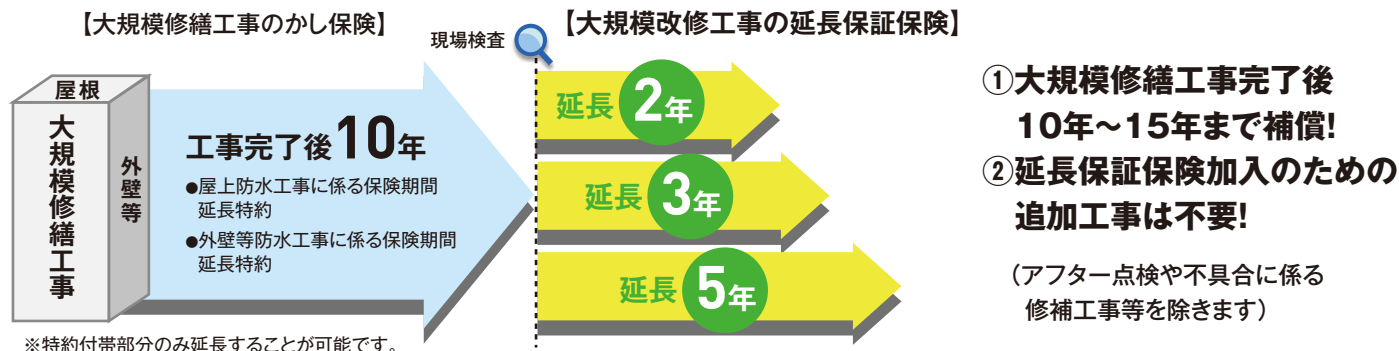 【大規模修繕工事のかし保険】
現場検査
【大規模改修工事の延長保証保険】
屋根
大規模修繕工事
外壁等
工事完了後10年
●屋上防水工事に係る保険期間
延長特約
●外壁等防水工事に係る保険期間
延長特約
※特約付帯部分のみ延長することが可能です。
延長 2年
延長 3年
延長 5年
①大規模修繕工事完了後
10年〜15年まで補償!
②延長保証保険加入のための
追加工事は不要!
(アフター点検や不具合に係る
修補工事等を除きます)